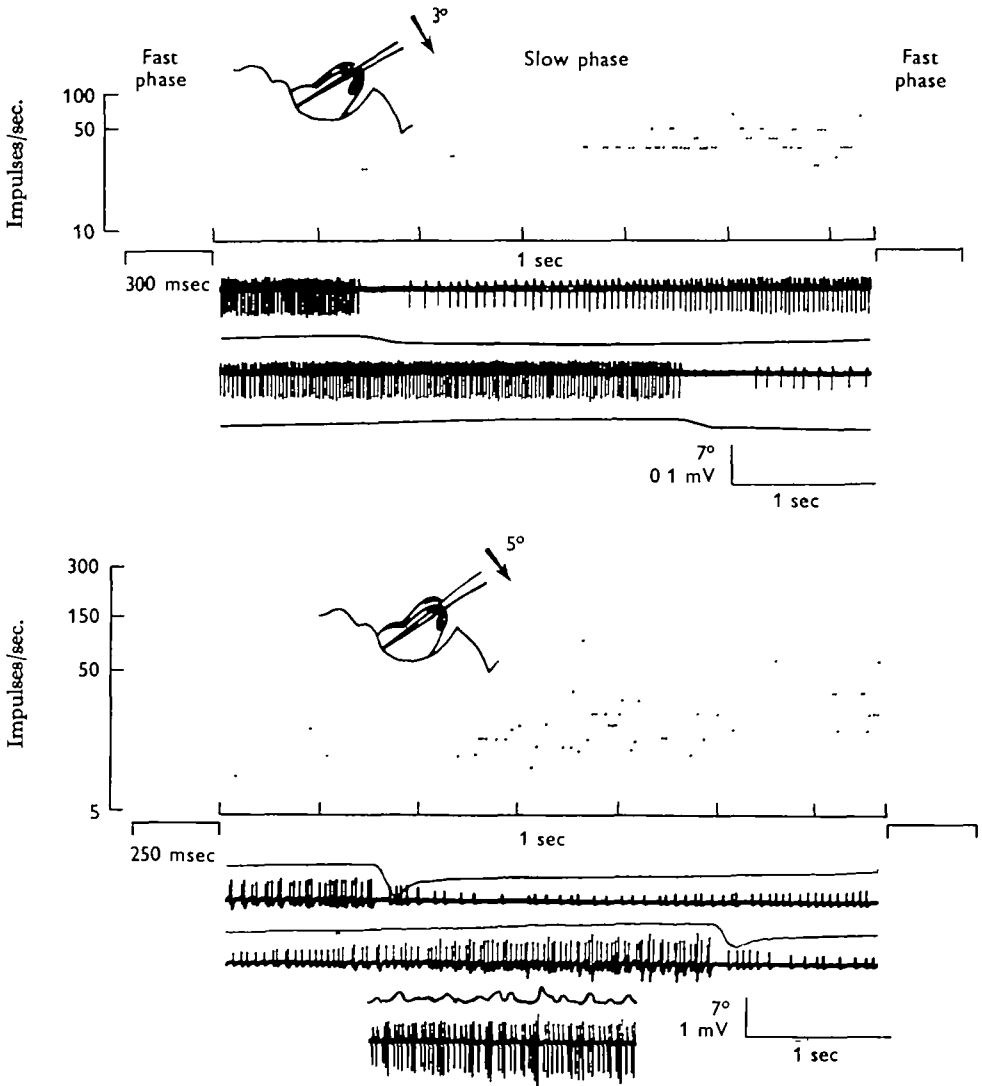 3°
Fast phase
Slow phase
Fast phase
Impulses/sec.
100
50
10
1 sec
300 msec
7°
0 1 mV
1 sec
5°
Impulses/sec.
300
150
50
5
1 sec
250 msec
7°
1 mV
1 sec